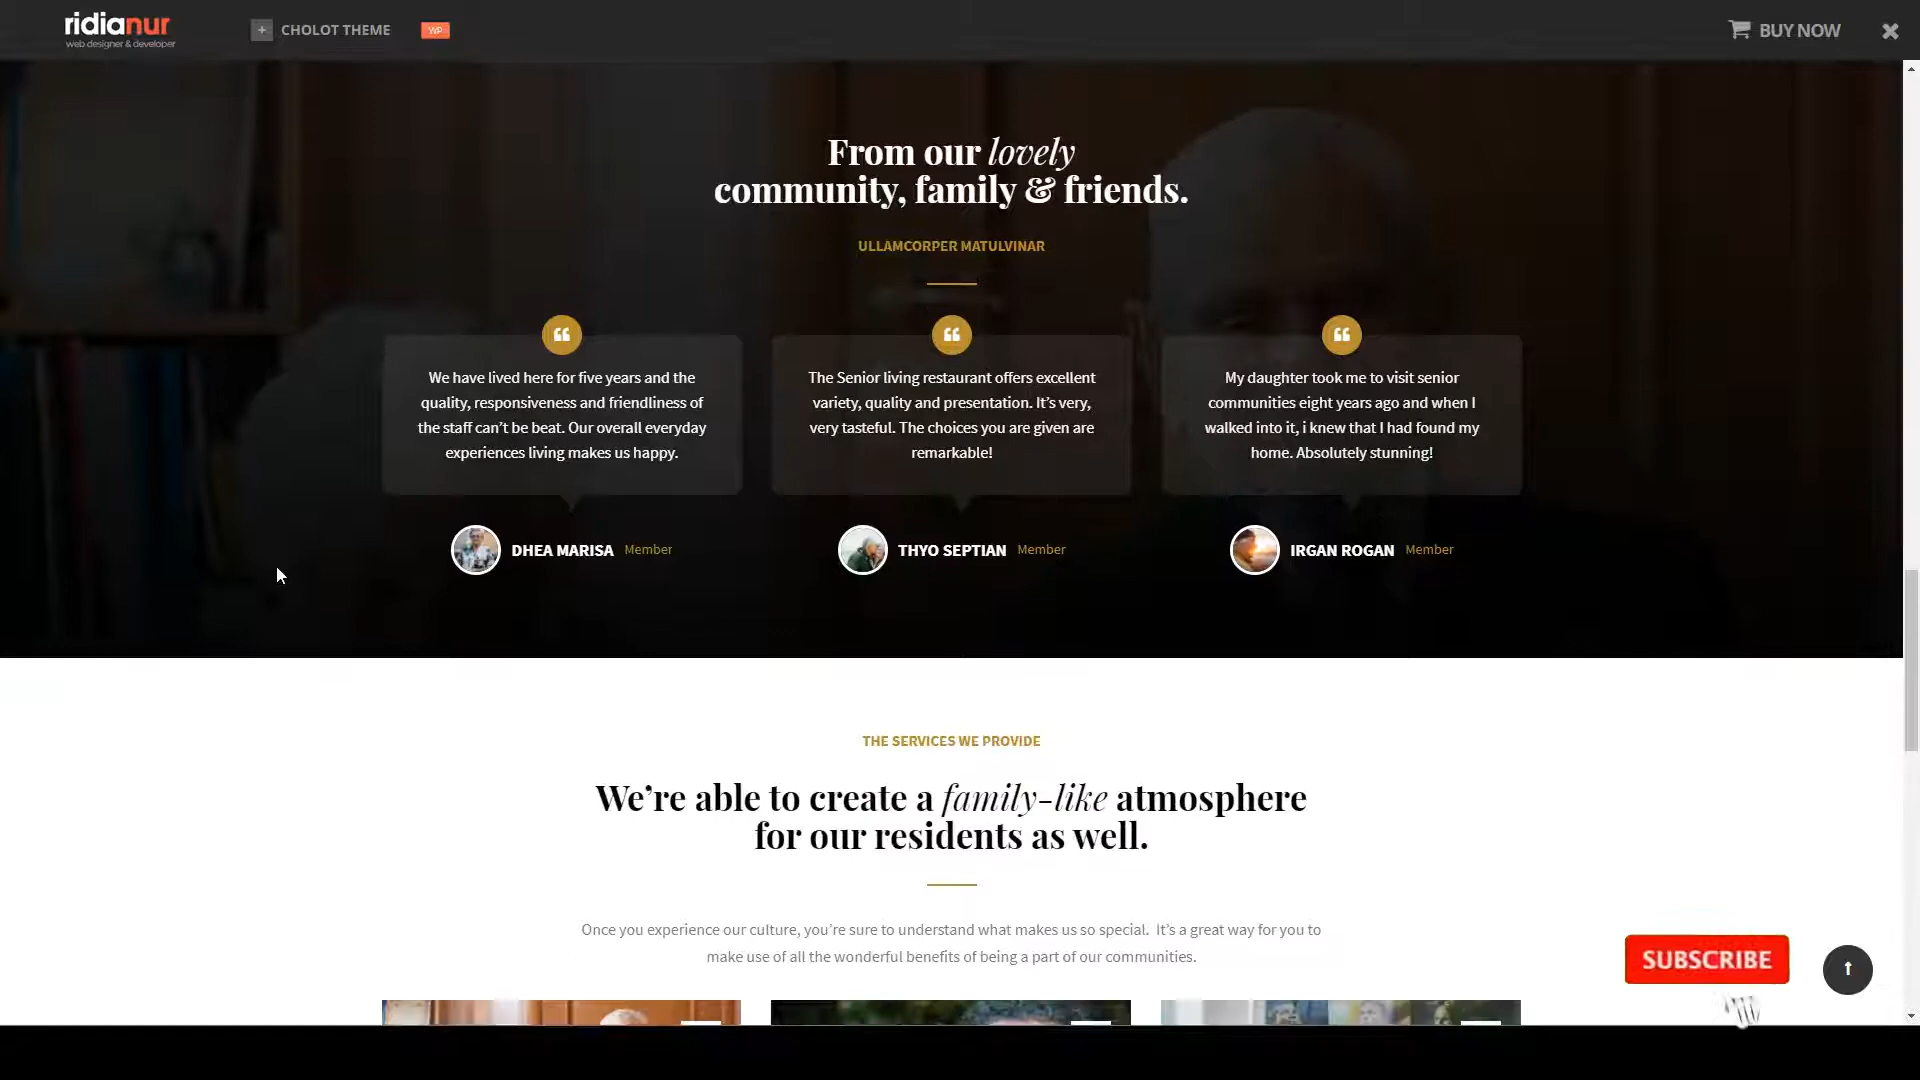 ridianur
web designer & developer
+ CHOLOT THEME
WP
BUY NOW
From our lovely
community, family & friends.
ULLAMCORPER MATULVINAR
We have lived here for five years and the
quality, responsiveness and friendliness of
the staff can’t be beat. Our overall everyday
experiences living makes us happy.
DHEA MARISA Member
The Senior living restaurant offers excellent
variety, quality and presentation. It’s very,
very tasteful. The choices you are given are
remarkable!
THYO SEPTIAN Member
My daughter took me to visit senior
communities eight years ago and when I
walked into it, i knew that I had found my
home. Absolutely stunning!
IRGAN ROGAN Member
THE SERVICES WE PROVIDE
We’re able to create a family-like atmosphere
for our residents as well.
Once you experience our culture, you’re sure to understand what makes us so special. It’s a great way for you to
make use of all the wonderful benefits of being a part of our communities.
SUBSCRIBE